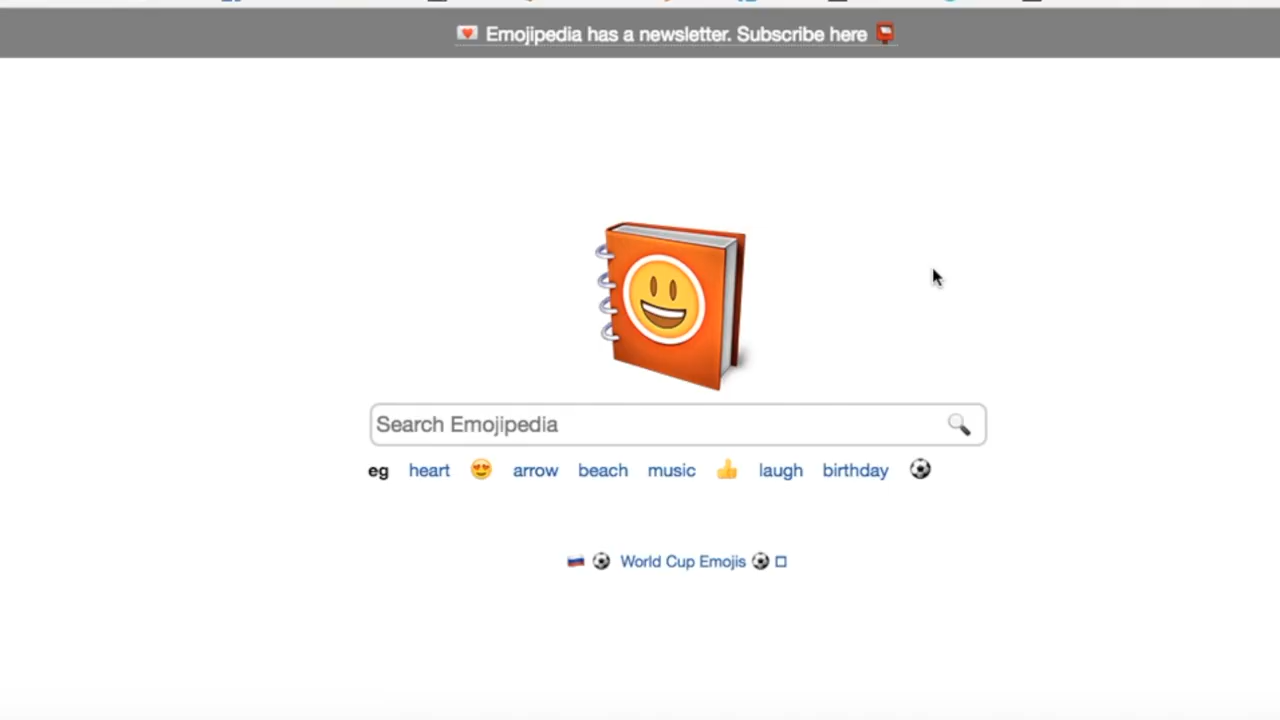 💌 Emojipedia has a newsletter. Subscribe here 📮
Search Emojipedia
eg heart 😍 arrow beach music 👍 laugh birthday ⚽
🇷🇺 ⚽ World Cup Emojis ⚽ □